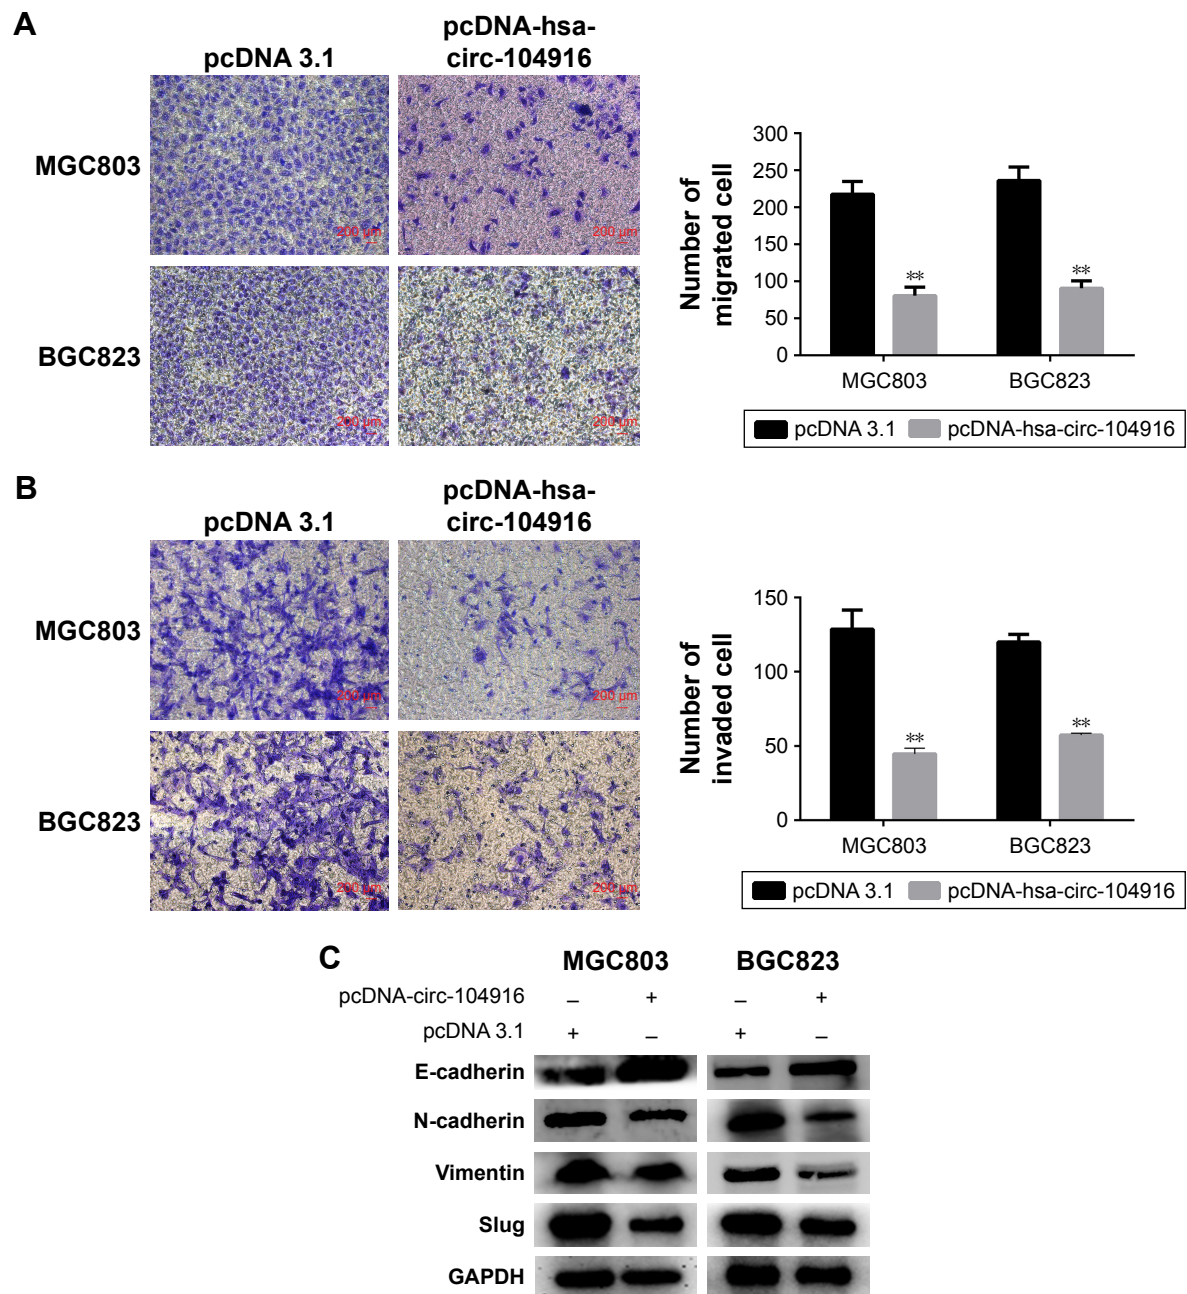 A
pcDNA 3.1
pcDNA-hsa-
circ-104916
MGC803
200 µm
200 µm
BGC823
200 µm
200 µm
Number of
migrated cell
300
250
200
150
100
50
0
**
**
MGC803
BGC823
pcDNA 3.1
pcDNA-hsa-circ-104916
B
pcDNA 3.1
pcDNA-hsa-
circ-104916
MGC803
200 µm
200 µm
BGC823
200 µm
200 µm
Number of
invaded cell
150
100
50
0
**
**
MGC803
BGC823
pcDNA 3.1
pcDNA-hsa-circ-104916
C
MGC803
BGC823
pcDNA-circ-104916 – + – +
pcDNA 3.1 + – + –
E-cadherin
N-cadherin
Vimentin
Slug
GAPDH